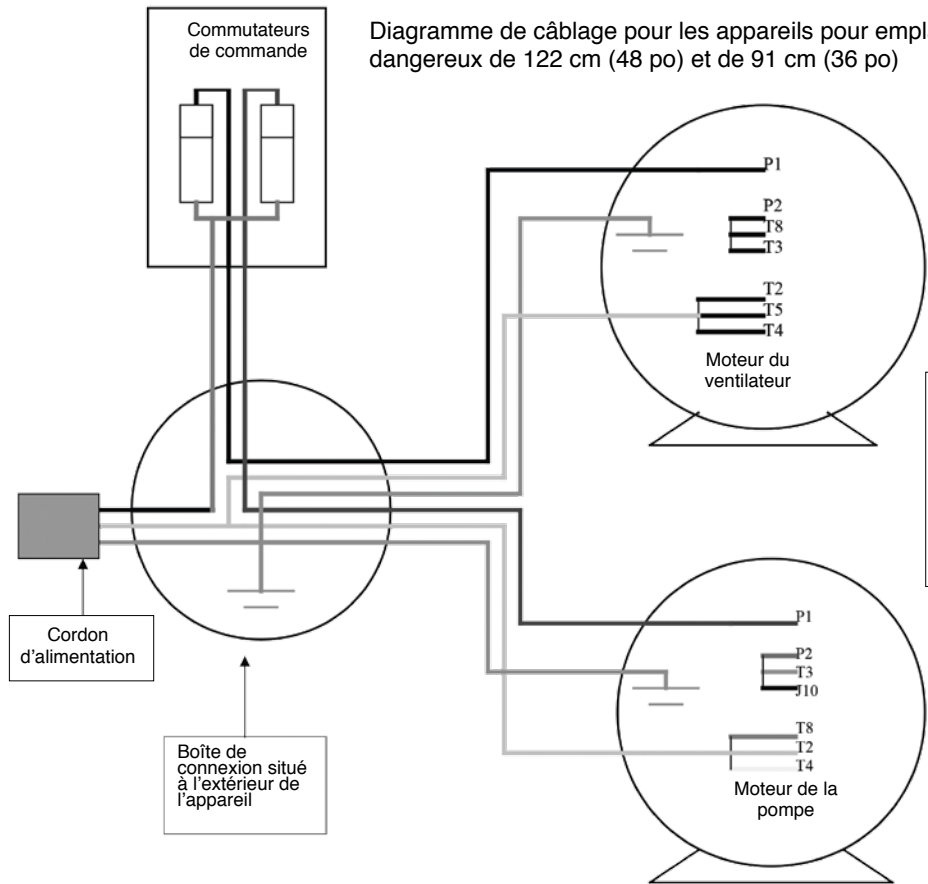 Commutateurs
de commande
Diagramme de câblage pour les appareils pour
dangereux de 122 cm (48 po) et de 91 cm (36 po)
P1
P2
T8
T3
T2
T5
T4
Moteur du
ventilateur
Cordon
d'alimentation
Boîte de
connexion situé
à l'extérieur de
l'appareil
P1
P2
T3
J10
T8
T2
T4
Moteur de la
pompe